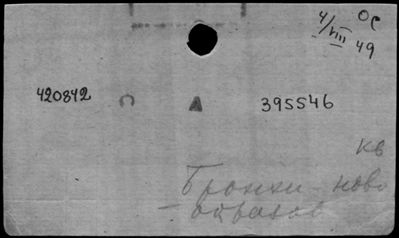 Ос
4/VIII 49
420842 С А 395546
кв
Бронхи - ново
- образов